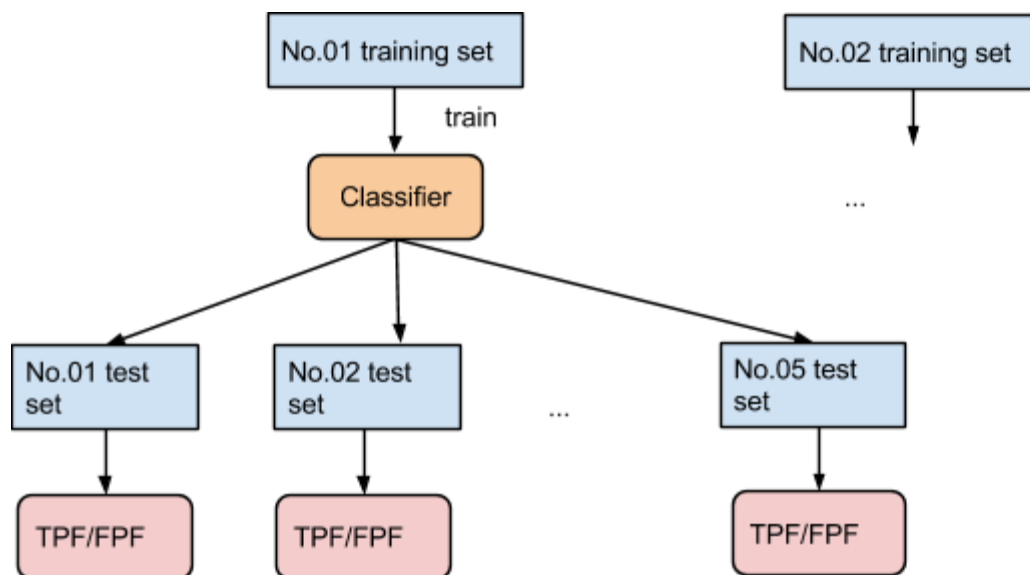 No.01 training set
No.02 training set
train
Classifier
...
No.01 test
set
No.02 test
set
...
No.05 test
set
TPF/FPF
TPF/FPF
TPF/FPF